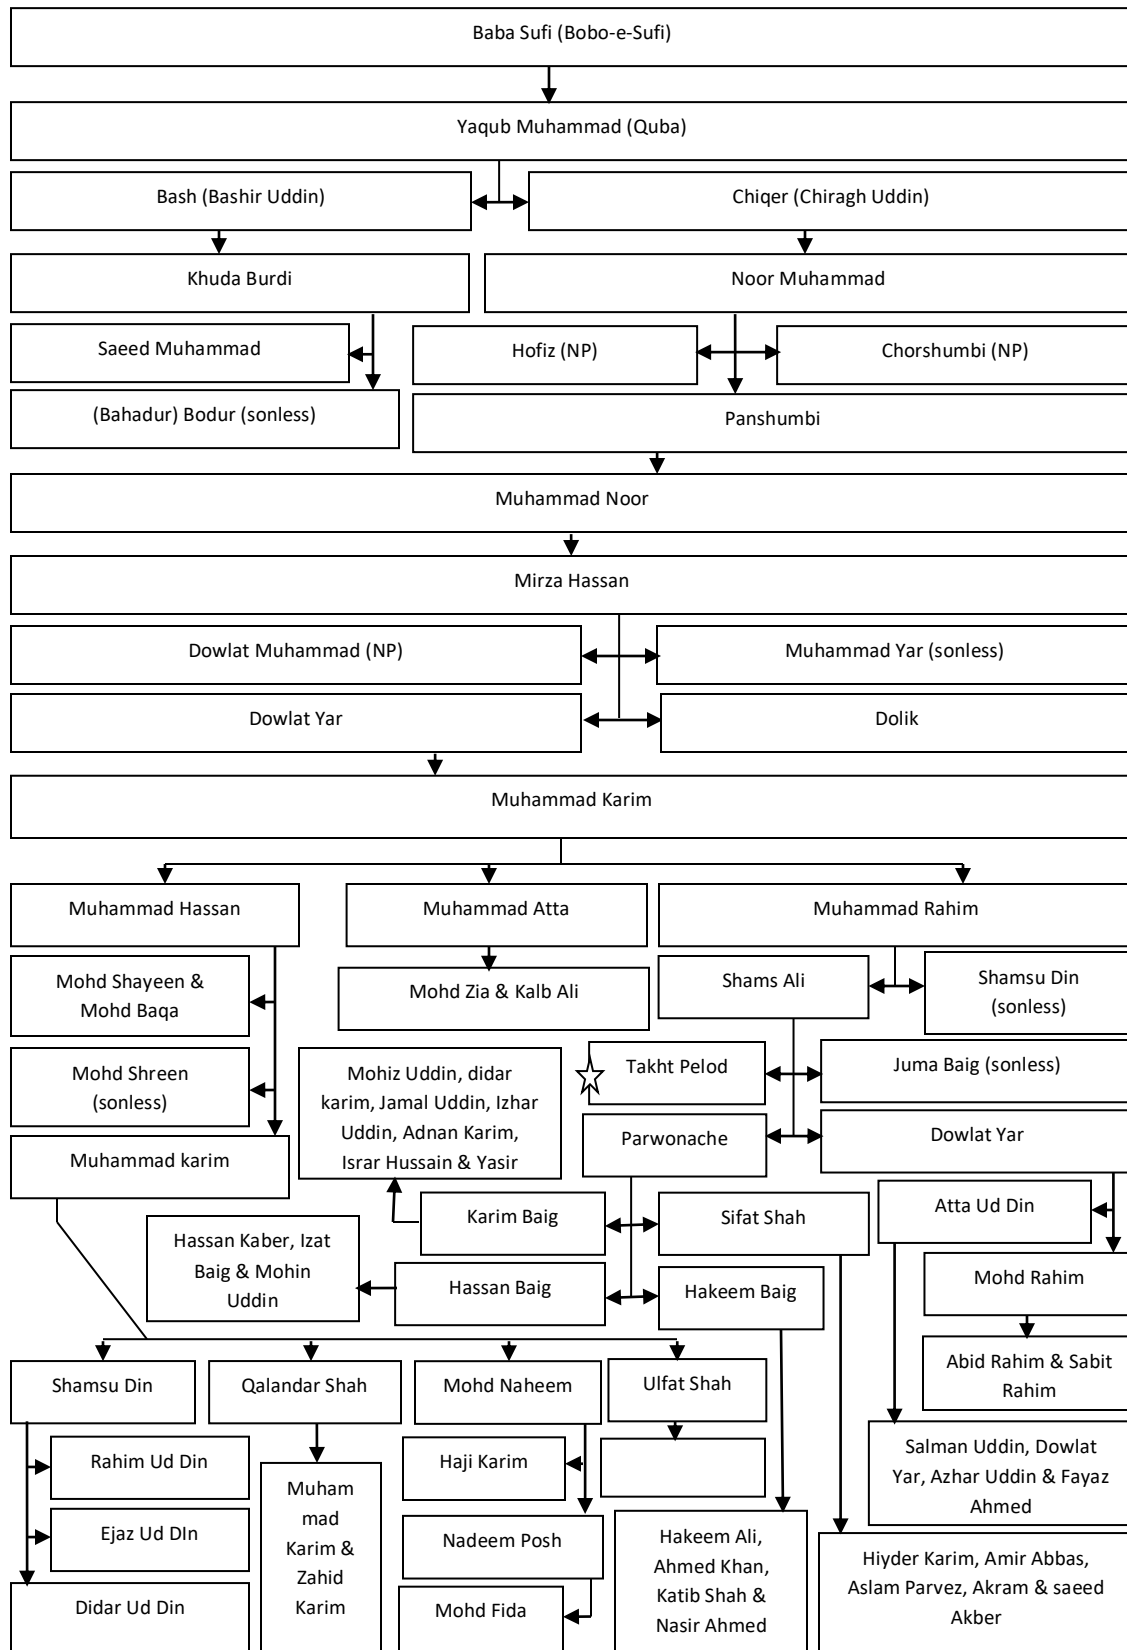 Baba Sufi (Bobo-e-Sufi)
Yaqub Muhammad (Quba)
Bash (Bashir Uddin)
Chiqer (Chiragh Uddin)
Khuda Burdi
Noor Muhammad
Saeed Muhammad
Hofiz (NP)
Chorshumbi (NP)
(Bahadur) Bodur (sonless)
Panshumbi
Muhammad Noor
Mirza Hassan
Dowlat Muhammad (NP)
Muhammad Yar (sonless)
Dowlat Yar
Dolik
Muhammad Karim
Muhammad Hassan
Muhammad Atta
Muhammad Rahim
Mohd Shayeen &
Mohd Baqa
Mohd Zia & Kalb Ali
Shams Ali
Shamsu Din
(sonless)
Mohd Shreen
(sonless)
Mohiz Uddin, didar
karim, Jamal Uddin, Izhar
Uddin, Adnan Karim,
Israr Hussain & Yasir
Takht Pelod
Juma Baig (sonless)
Muhammad karim
Parwonache
Dowlat Yar
Karim Baig
Sifat Shah
Atta Ud Din
Hassan Kaber, Izat
Baig & Mohin
Uddin
Hassan Baig
Hakeem Baig
Mohd Rahim
Shamsu Din
Qalandar Shah
Mohd Naheem
Ulfat Shah
Abid Rahim & Sabit
Rahim
Rahim Ud Din
Haji Karim
Salman Uddin, Dowlat
Yar, Azhar Uddin & Fayaz
Ahmed
Ejaz Ud DIn
Muham
mad
Karim &
Zahid
Karim
Nadeem Posh
Hakeem Ali,
Ahmed Khan,
Katib Shah &
Nasir Ahmed
Hiyder Karim, Amir Abbas,
Aslam Parvez, Akram & saeed
Akber
Didar Ud Din
Mohd Fida